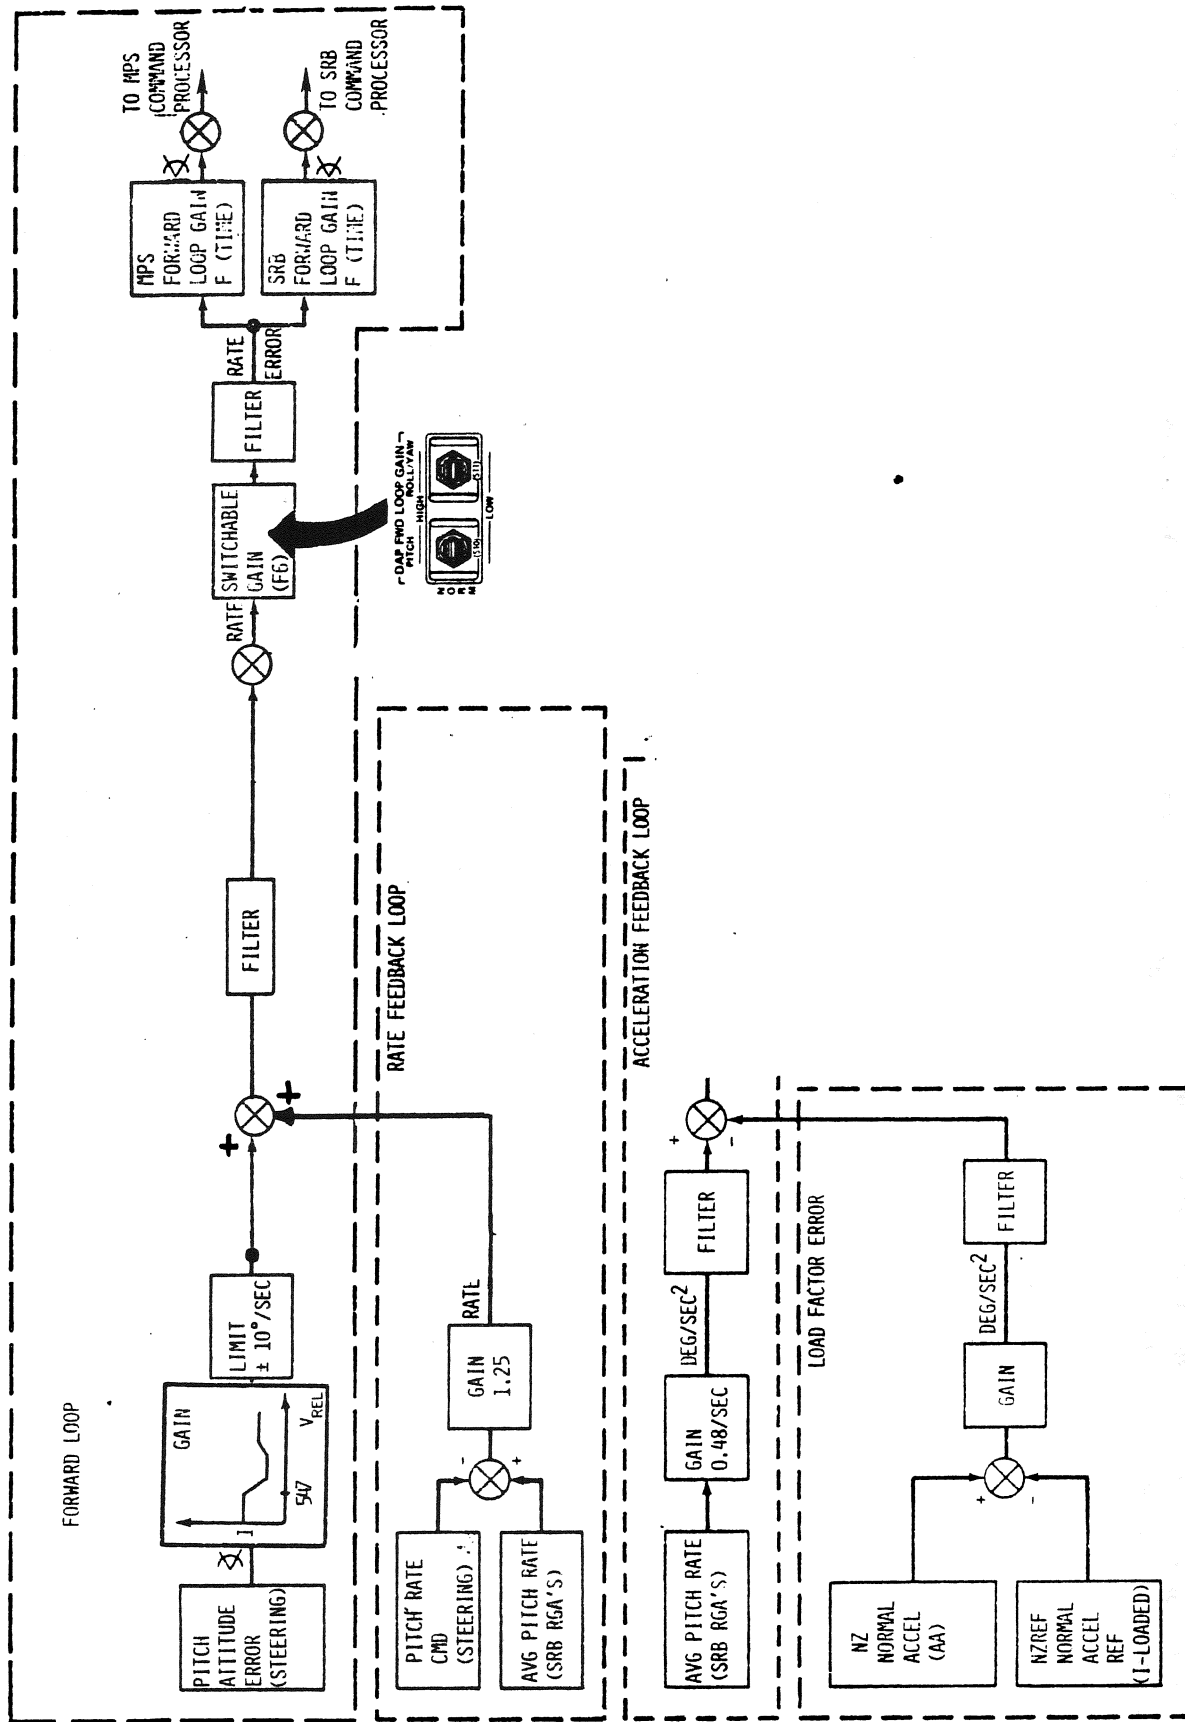 FORWARD LOOP
PITCH
ATTITUDE
ERROR
(STEERING)
GAIN
1
547
VREL
LIMIT
± 10°/SEC
+
+
FILTER
RATE
SWITCHABLE
GAIN
(F6)
FILTER
RATE
ERROR
MPS
FORWARD
LOOP GAIN
F (TIME)
TO MPS
COMMAND
PROCESSOR
SRB
FORWARD
LOOP GAIN
F (TIME)
TO SRB
COMMAND
PROCESSOR
DAP FWD LOOP GAIN
PITCH ROLL/YAW
HIGH
NORM
(S10)
(S11)
LOW
RATE FEEDBACK LOOP
PITCH RATE
CMD
(STEERING)
AVG PITCH RATE
(SRB RGA'S)
-
+
GAIN
1.25
RATE
ACCELERATION FEEDBACK LOOP
AVG PITCH RATE
(SRB RGA'S)
GAIN
0.48/SEC
DEG/SEC²
FILTER
+
-
LOAD FACTOR ERROR
NZ
NORMAL
ACCEL
(AA)
NZREF
NORMAL
ACCEL
REF
(I-LOADED)
+
-
GAIN
DEG/SEC²
FILTER